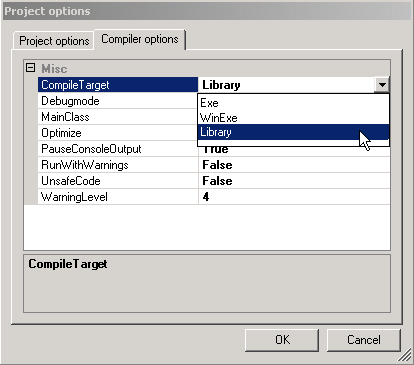 Project options
Project options Compiler options
Misc
CompileTarget Library
Debugmode
Exe
MainClass
WinExe
Optimize
Library
PauseConsoleOutput True
RunWithWarnings False
UnsafeCode False
WarningLevel 4
CompileTarget
OK Cancel